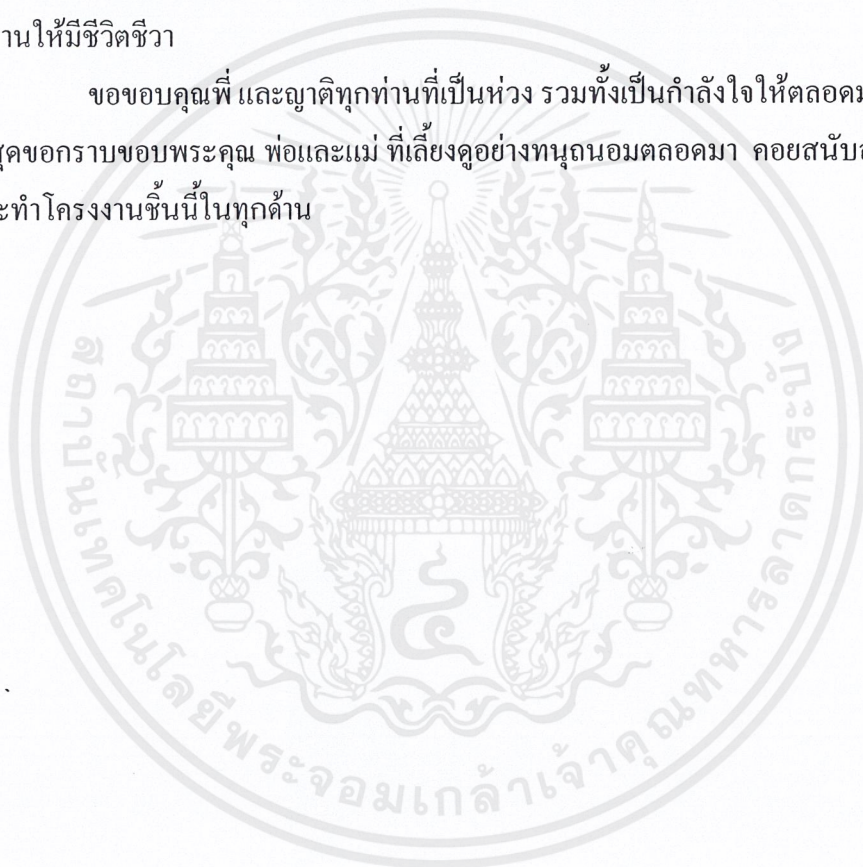 านให้มีชีวิตชีวา
ขอขอบคุณพี่ และญาติทุกท่านที่เป็นห่วง รวมทั้งเป็นกำลังใจให้ตลอดม
สุดขอกราบขอบพระคุณ พ่อและแม่ ที่เลี้ยงดูอย่างทนุถนอมตลอดมา คอยสนับส
ะทำโครงงานชิ้นนี้ในทุกด้าน
สถาบันเทคโนโลยีพระจอมเกล้าเจ้าคุณทหารลาดกระบัง